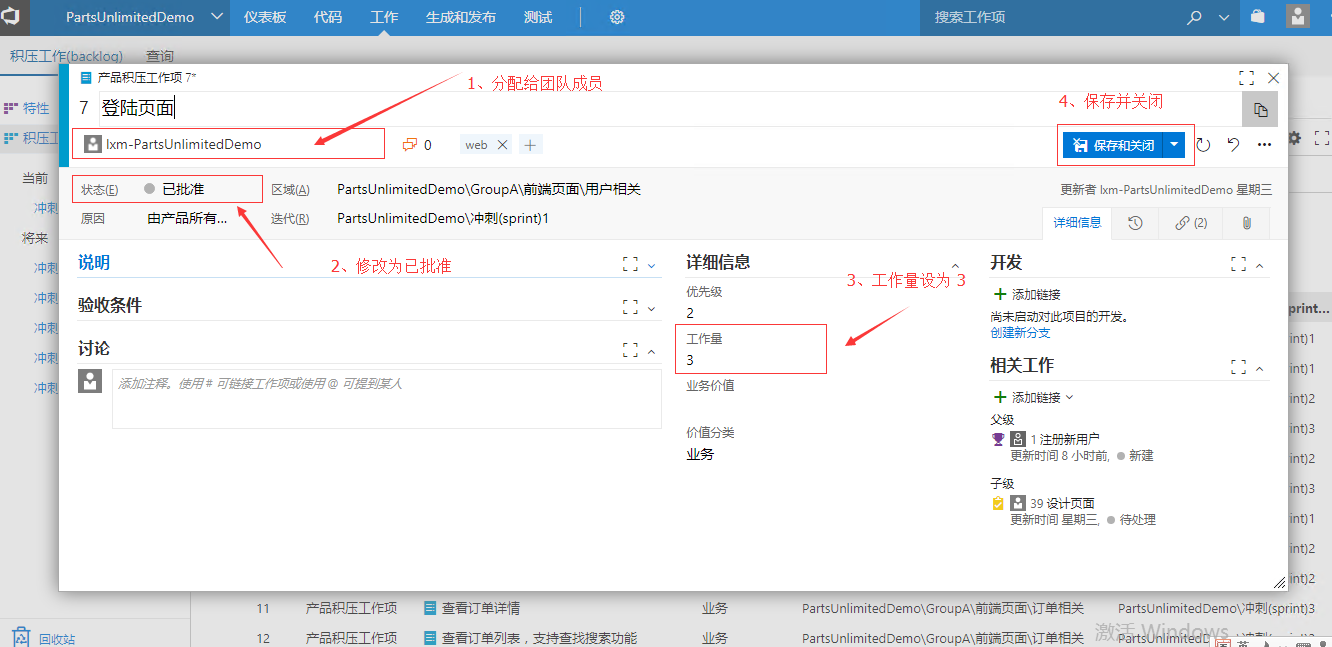 PartsUnlimitedDemo 仪表板 代码 工作 生成和发布 测试 搜索工作项
积压工作(backlog) 查询
产品积压工作项 7*
1、分配给团队成员
4、保存并关闭
7 登陆页面
lxm-PartsUnlimitedDemo 0 web 保存和关闭
特性
积压工
当前
冲刺
将来
冲刺
冲刺
冲刺
冲刺
冲刺
状态(E) 已批准 区域(A) PartsUnlimitedDemo\GroupA\前端页面\用户相关 更新者 lxm-PartsUnlimitedDemo 星期三
原因 由产品所有... 迭代(R) PartsUnlimitedDemo\冲刺(sprint)1 详细信息 (2)
2、修改为已批准
3、工作量设为 3
说明
验收条件
讨论
添加注释。使用 # 可链接工作项或使用 @ 可提到某人
详细信息
优先级
2
工作量
3
业务价值
价值分类
业务
开发
添加链接
尚未启动对此项目的开发。
创建新分支
相关工作
添加链接
父级
1 注册新用户
更新时间 8 小时前, 新建
子级
39 设计页面
更新时间 星期三, 待处理
print...
int)1
int)1
int)2
int)3
int)2
int)3
int)1
int)2
int)2
11 产品积压工作项 查看订单详情 业务 PartsUnlimitedDemo\GroupA\前端页面\订单相关 PartsUnlimitedDemo\冲刺(sprint)3
12 产品积压工作项 查看订单列表，支持查找搜索功能 业务 PartsUnlimitedDemo\GroupA\前端页面\订单相关
回收站
激活 Windows
英